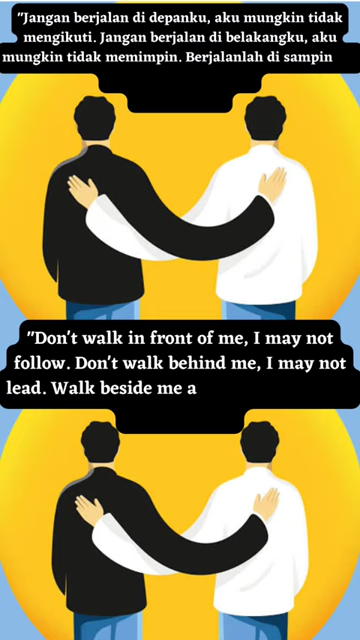 "Jangan berjalan di depanku, aku mungkin tidak
mengikuti. Jangan berjalan di belakangku, aku
mungkin tidak memimpin. Berjalanlah di sampin
"Don't walk in front of me, I may not
follow. Don't walk behind me, I may not
lead. Walk beside me a